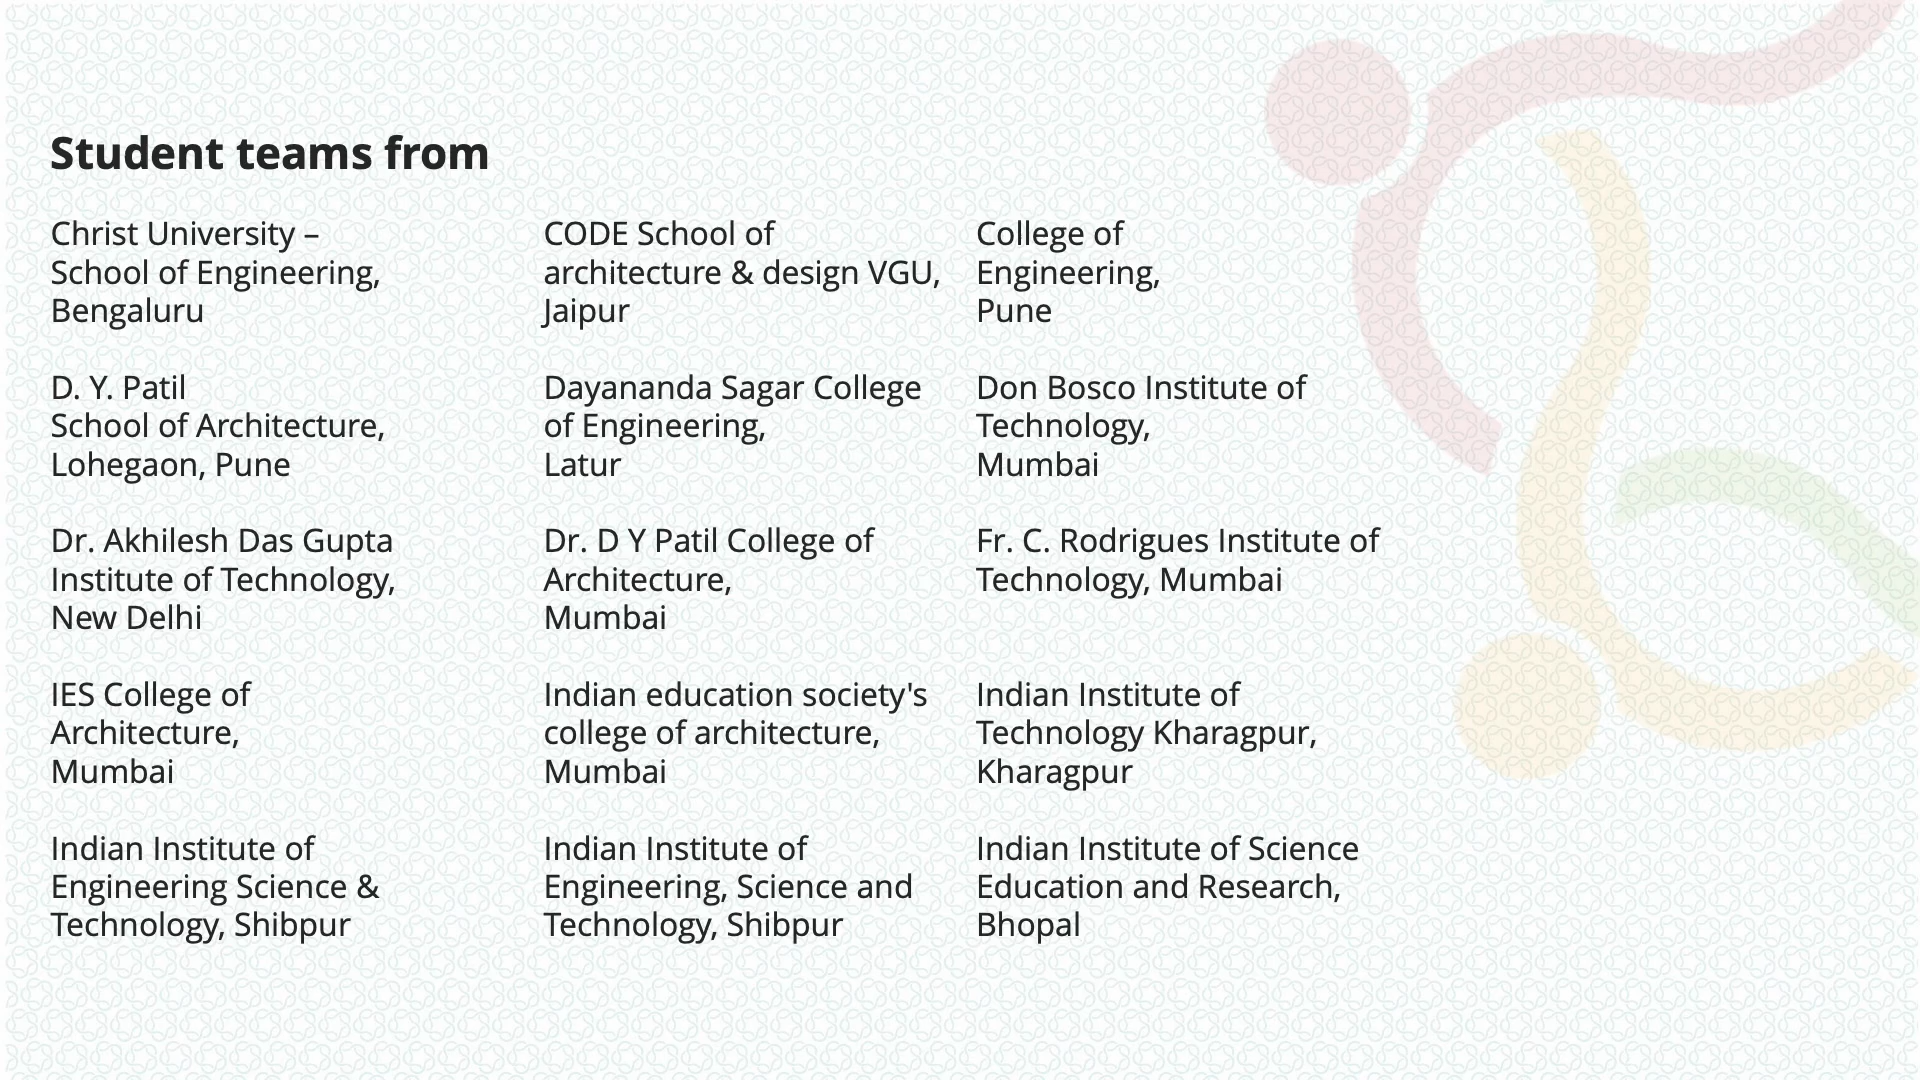 Student teams from
Christ University –
School of Engineering,
Bengaluru
CODE School of
architecture & design VGU,
Jaipur
College of
Engineering,
Pune
D. Y. Patil
School of Architecture,
Lohegaon, Pune
Dayananda Sagar College
of Engineering,
Latur
Don Bosco Institute of
Technology,
Mumbai
Dr. Akhilesh Das Gupta
Institute of Technology,
New Delhi
Dr. D Y Patil College of
Architecture,
Mumbai
Fr. C. Rodrigues Institute of
Technology, Mumbai
IES College of
Architecture,
Mumbai
Indian education society's
college of architecture,
Mumbai
Indian Institute of
Technology Kharagpur,
Kharagpur
Indian Institute of
Engineering Science &
Technology, Shibpur
Indian Institute of
Engineering, Science and
Technology, Shibpur
Indian Institute of Science
Education and Research,
Bhopal